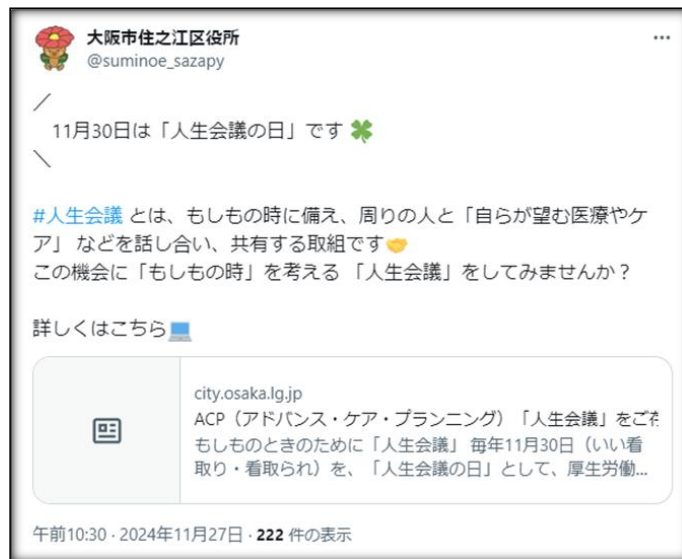 大阪市住之江区役所
@suminoe_sazapy
／
11月30日は「人生会議の日」です🍀
＼
#人生会議 とは、もしもの時に備え、周りの人と「自らが望む医療やケ
ア」 などを話し合い、共有する取組です🤝
この機会に「もしもの時」を考える 「人生会議」をしてみませんか？
詳しくはこちら💻
city.osaka.lg.jp
ACP（アドバンス・ケア・プランニング）「人生会議」をご存
もしものときのために「人生会議」 毎年11月30日（いい看
取り・看取られ）を、「人生会議の日」として、厚生労働...
午前10:30 · 2024年11月27日 · 222 件の表示